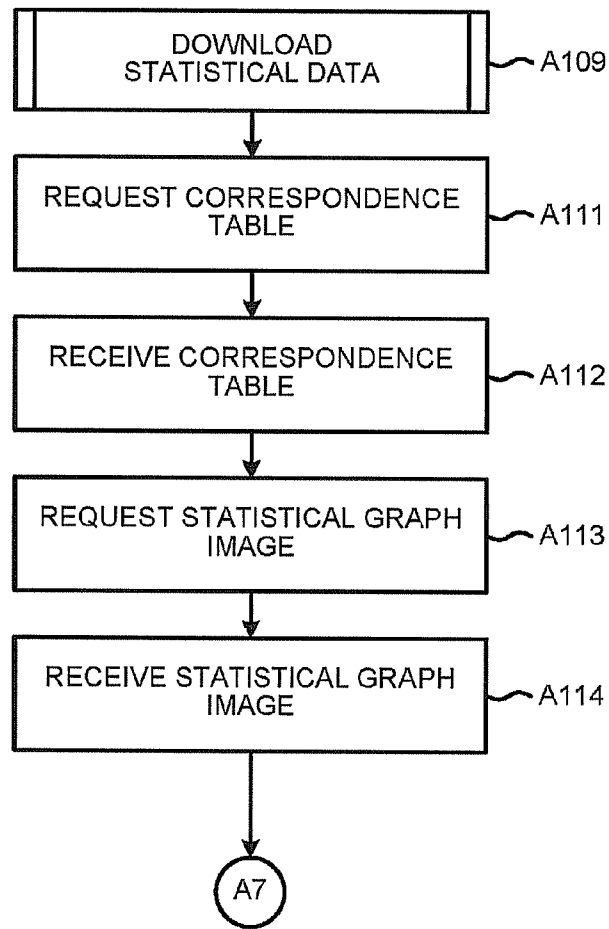 DOWNLOAD
STATISTICAL DATA
A109
REQUEST CORRESPONDENCE
TABLE
A111
RECEIVE CORRESPONDENCE
TABLE
A112
REQUEST STATISTICAL GRAPH
IMAGE
A113
RECEIVE STATISTICAL GRAPH
IMAGE
A114
A7